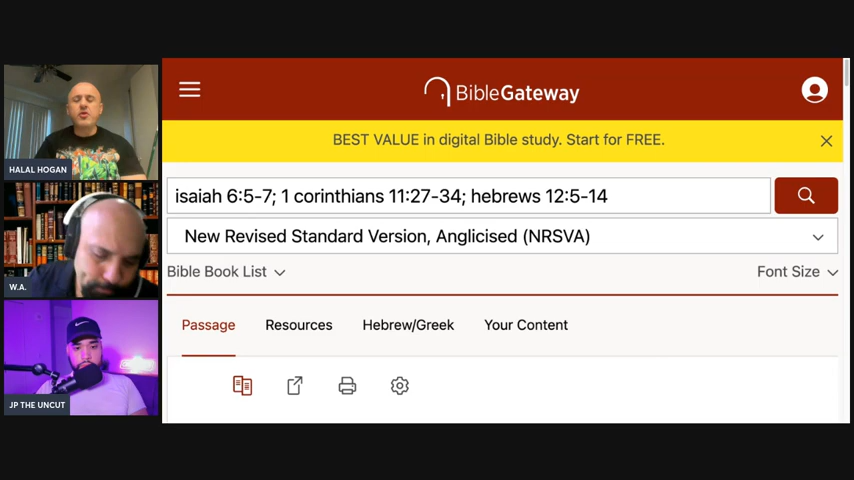 HALAL HOGAN
W.A.
JP THE UNCUT
BibleGateway
BEST VALUE in digital Bible study. Start for FREE.
isaiah 6:5-7; 1 corinthians 11:27-34; hebrews 12:5-14
New Revised Standard Version, Anglicised (NRSVA)
Bible Book List
Font Size
Passage
Resources
Hebrew/Greek
Your Content